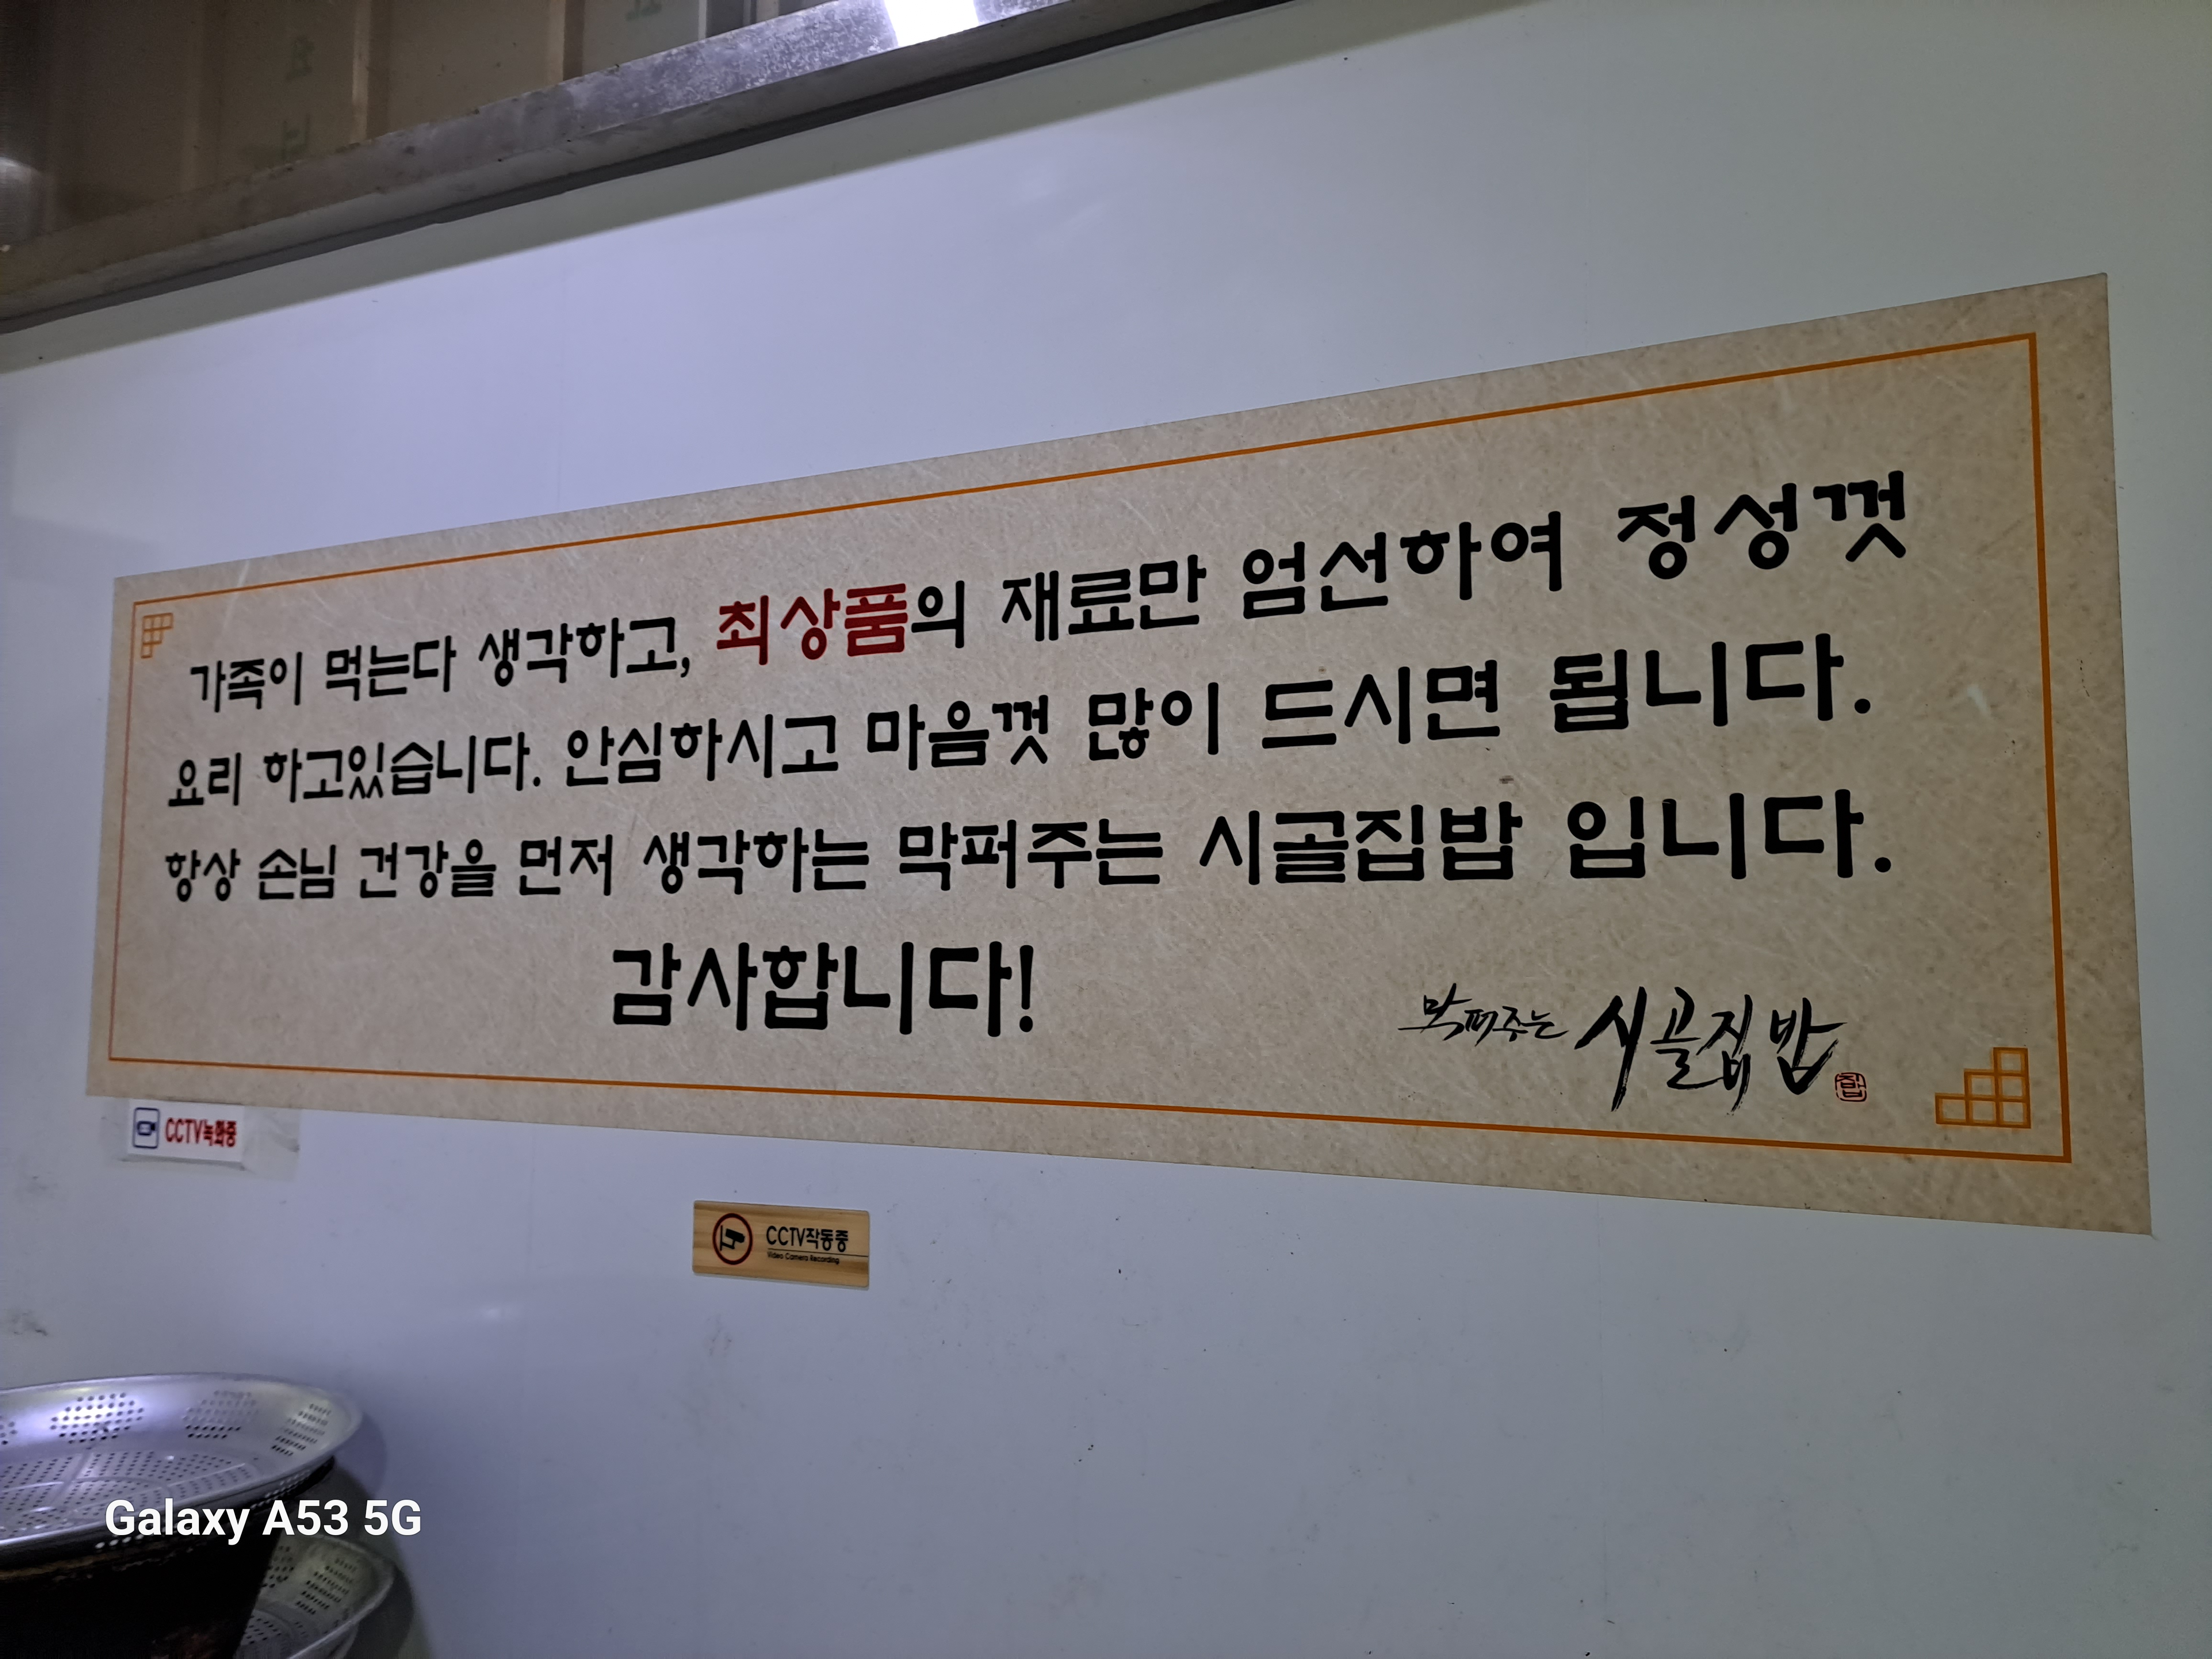 가족이 먹는다 생각하고, 최상품의 재료만 엄선하여 정성껏
요리 하고있습니다. 안심하시고 마음껏 많이 드시면 됩니다.
항상 손님 건강을 먼저 생각하는 막퍼주는 시골집밥 입니다.
감사합니다!
막퍼주는 시골집밥
CCTV녹화중
CCTV작동중
Video Camera Recording
Galaxy A53 5G